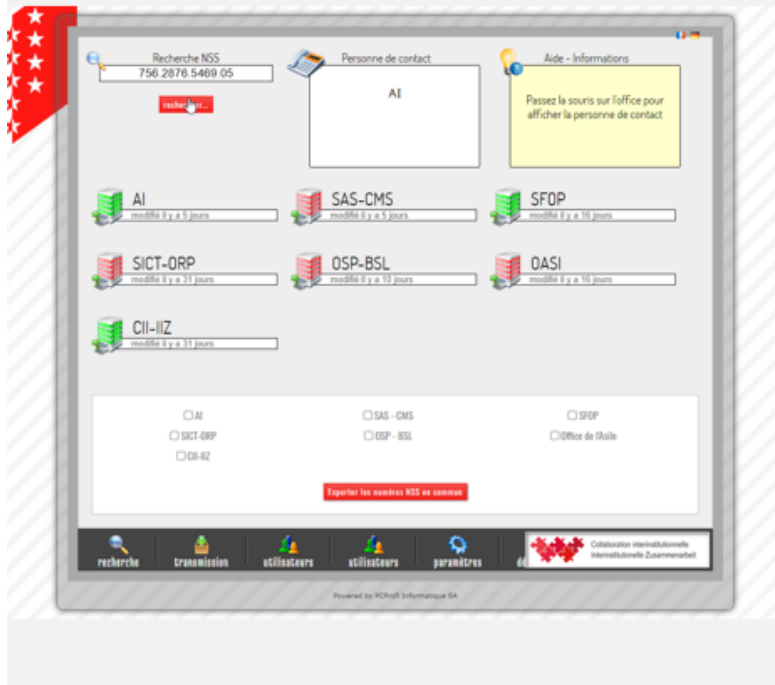 Recherche NSS
756.2876.5469.05
Personne de contact
AI
Aide - Informations
Passez la souris sur l'office pour
afficher la personne de contact
AI
modifié il y a 5 jours
SAS-CMS
modifié il y a 5 jours
SFOP
modifié il y a 16 jours
SICT-ORP
modifié il y a 31 jours
OSP-BSL
modifié il y a 10 jours
OASI
modifié il y a 16 jours
CII-IIZ
modifié il y a 31 jours
AI
SAS - CMS
SFOP
SICT-ORP
OSP - BSL
Office de l'Asile
CII-IIZ
Exporter les numéros NSS en commun
recherche
transmission
utilisateurs
utilisateurs
paramètres
Collaboration interinstitutionnelle
Interinstitutionelle Zusammenarbeit
Powered by PCProfi Informatique SA